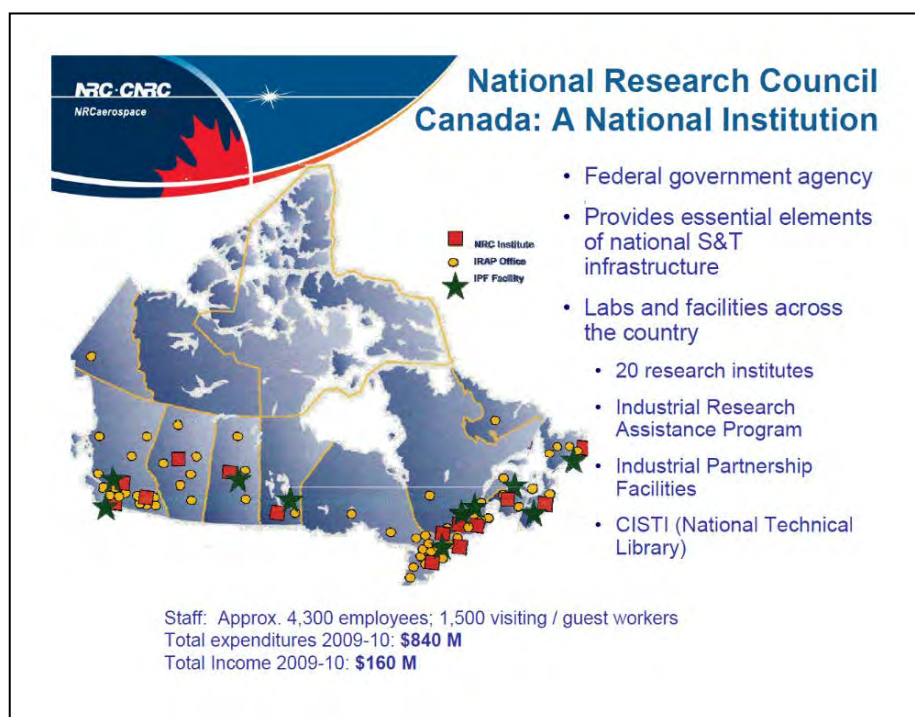 NRC·CNRC
NRCaerospace
National Research Council
Canada: A National Institution
• Federal government agency
• Provides essential elements
of national S&T
infrastructure
• Labs and facilities across
the country
• 20 research institutes
• Industrial Research
Assistance Program
• Industrial Partnership
Facilities
• CISTI (National Technical
Library)
NRC Institute
IRAP Office
IPF Facility
Staff: Approx. 4,300 employees; 1,500 visiting / guest workers
Total expenditures 2009-10: $840 M
Total Income 2009-10: $160 M